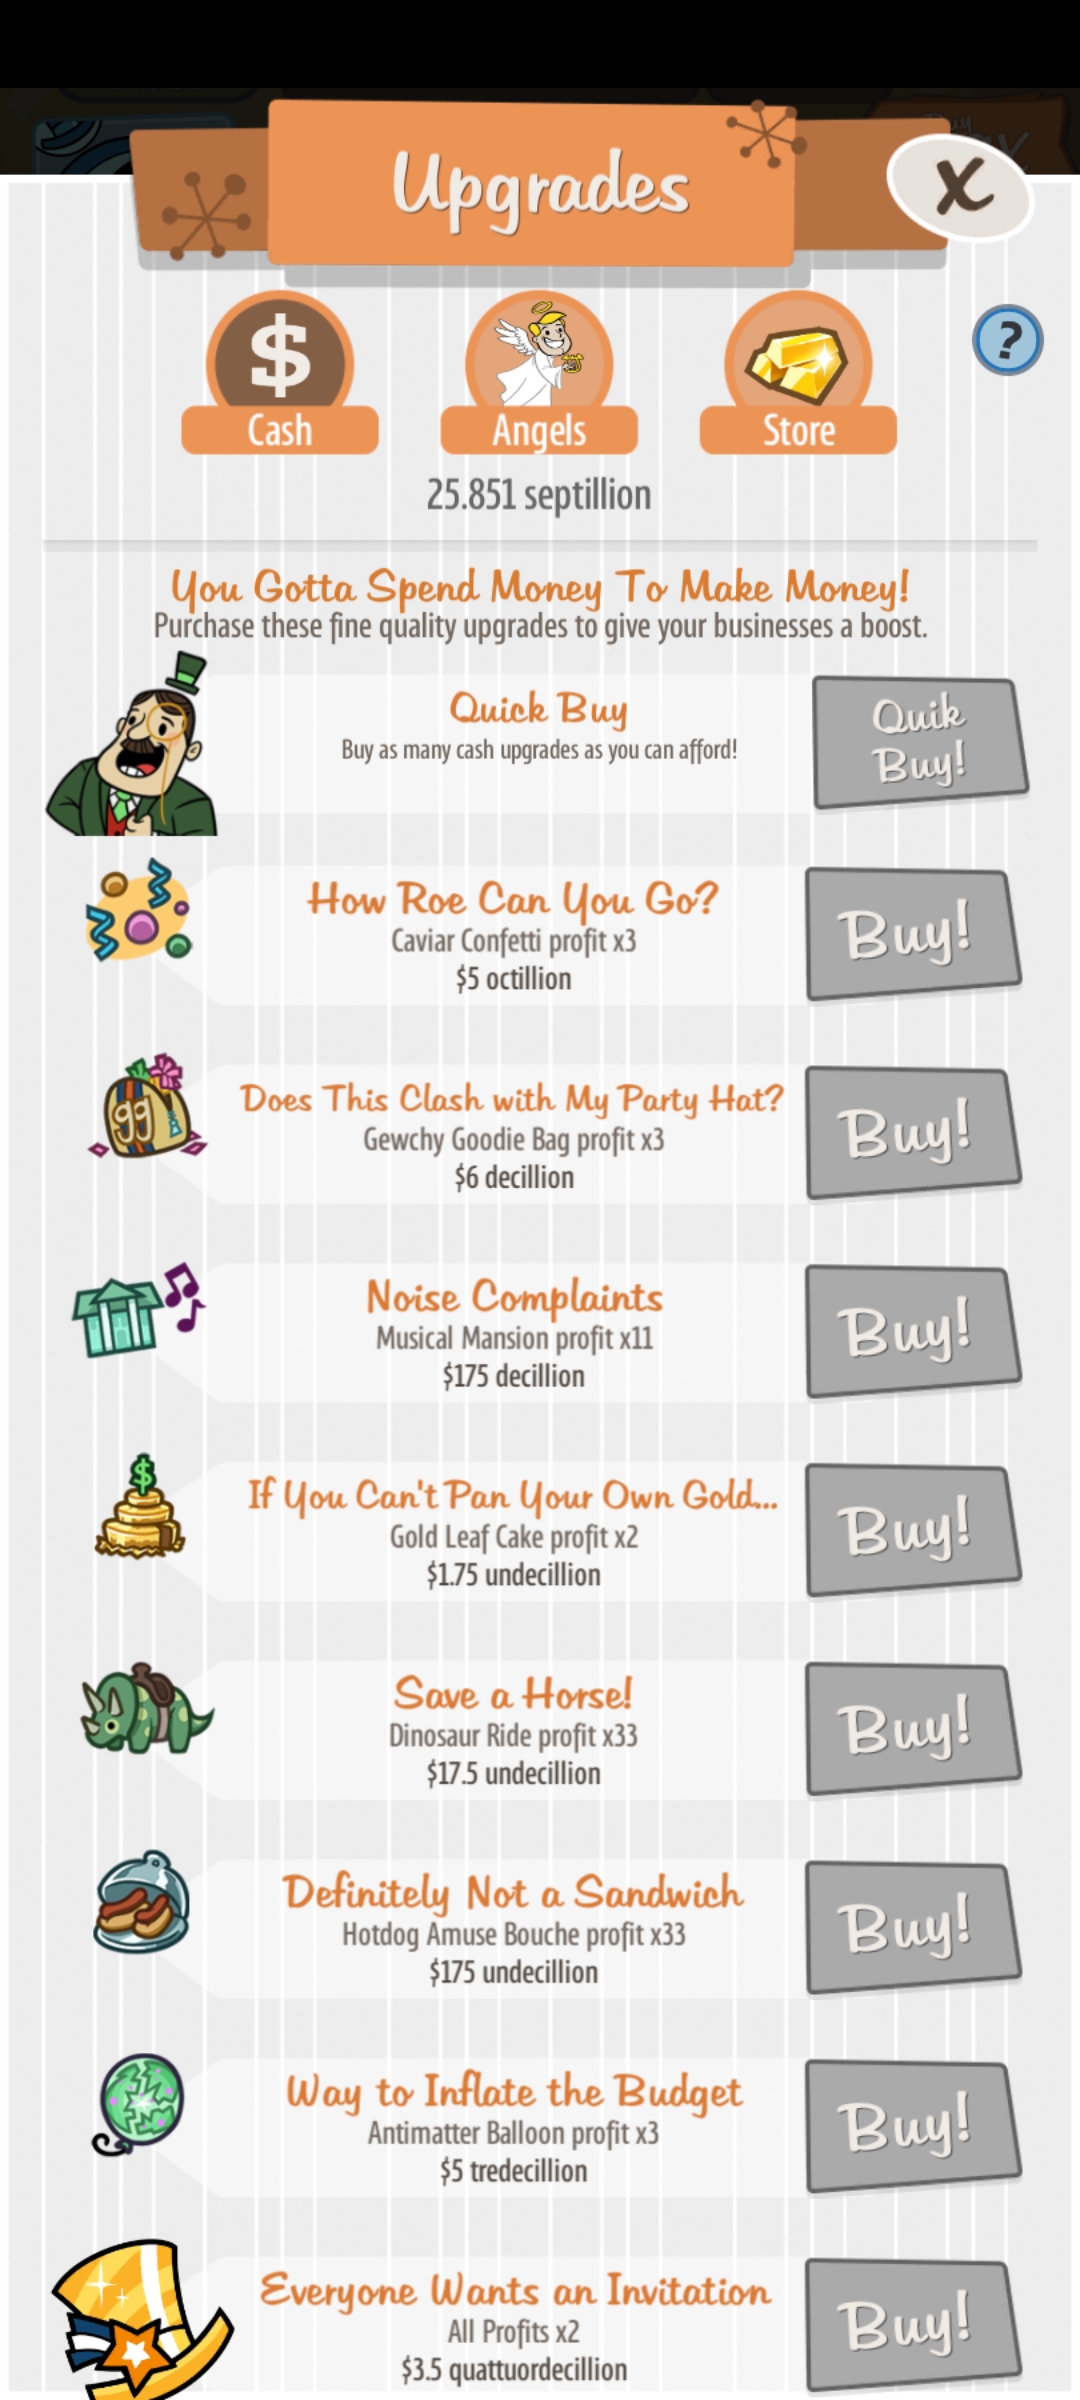 Upgrades
X
$
?
Cash
Angels
Store
25.851 septillion
You Gotta Spend Money To Make Money!
Purchase these fine quality upgrades to give your businesses a boost.
Quick Buy
Buy as many cash upgrades as you can afford!
Quik
Buy!
How Roe Can You Go?
Caviar Confetti profit x3
$5 octillion
Buy!
Does This Clash with My Party Hat?
Gewchy Goodie Bag profit x3
$6 decillion
Buy!
gg
Noise Complaints
Musical Mansion profit x11
$175 decillion
Buy!
If You Can't Pan Your Own Gold...
Gold Leaf Cake profit x2
$1.75 undecillion
Buy!
$
Save a Horse!
Dinosaur Ride profit x33
$17.5 undecillion
Buy!
Definitely Not a Sandwich
Hotdog Amuse Bouche profit x33
$175 undecillion
Buy!
Way to Inflate the Budget
Antimatter Balloon profit x3
$5 tredecillion
Buy!
Everyone Wants an Invitation
All Profits x2
$3.5 quattuordecillion
Buy!